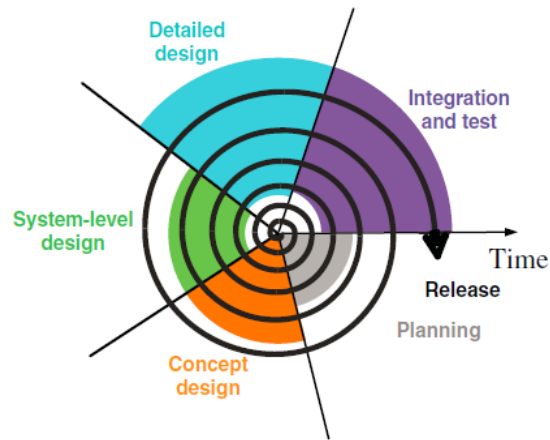 Detailed
design
Integration
and test
System-level
design
Time
Release
Planning
Concept
design